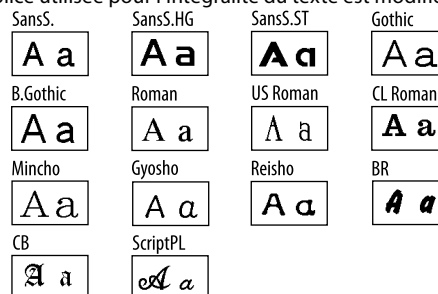 plice utilisée pour l'intégralité du texte est modifié
SansS. SansS.HG SansS.ST Gothic
A a A a A a A a
B.Gothic Roman US Roman CL Roman
A a A a A a A a
Mincho Gyosho Reisho BR
A a A a A a A a
CB ScriptPL
A a A a